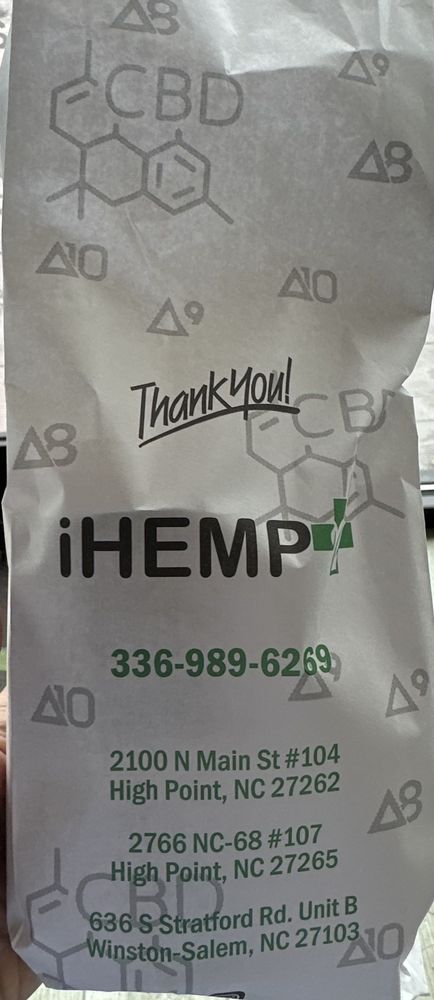 Δ8
CBD
Δ9
Δ8
Δ10
Δ10
Δ9
Thank You!
CBD
Δ8
iHEMP
336-989-6269
Δ9
Δ9
Δ10
2100 N Main St #104
High Point, NC 27262
Δ8
2766 NC-68 #107
High Point, NC 27265
CBD
636 S Stratford Rd. Unit B
Winston-Salem, NC 27103
Δ10